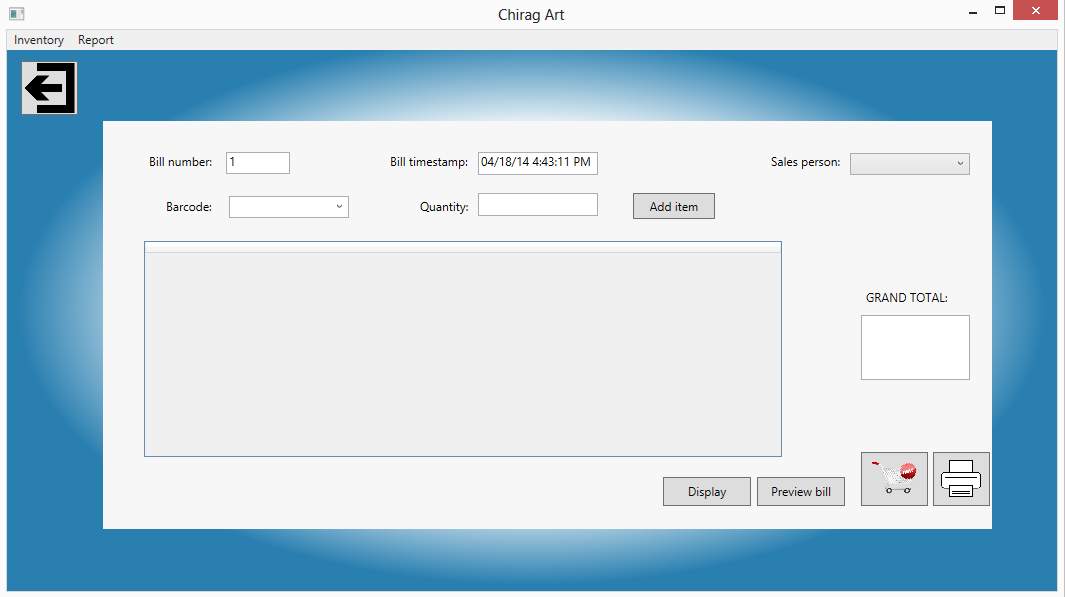 Chirag Art
Inventory Report
Bill number: 1 Bill timestamp: 04/18/14 4:43:11 PM Sales person:
Barcode: Quantity: Add item
GRAND TOTAL:
Display Preview bill